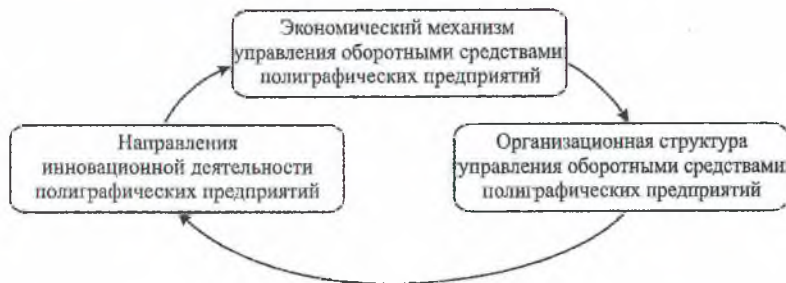 Экономический механизм
управления оборотными средствами
полиграфических предприятий
Направления
инновационной деятельности
полиграфических предприятий
Организационная структура
управления оборотными средствами
полиграфических предприятий